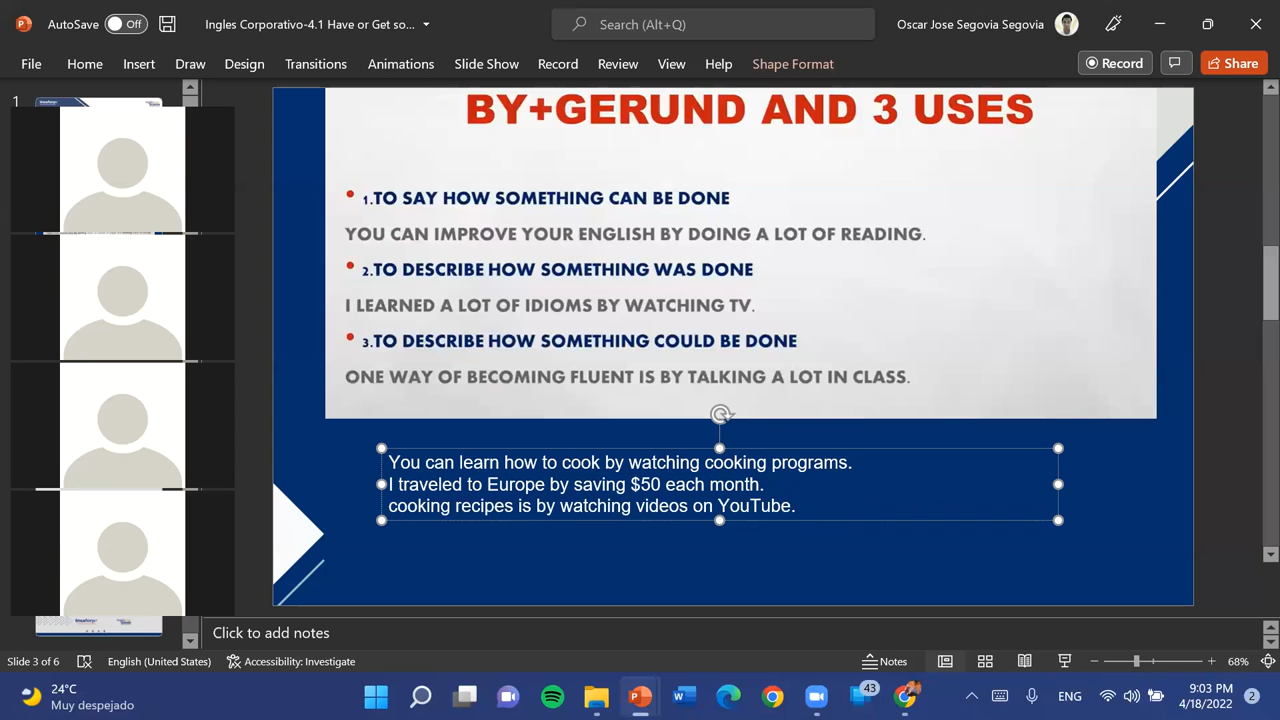 AutoSave Off Ingles Corporativo-4.1 Have or Get so... Search (Alt+Q) Oscar Jose Segovia Segovia
File Home Insert Draw Design Transitions Animations Slide Show Record Review View Help Shape Format Record Share
1
BY+GERUND AND 3 USES
• 1.TO SAY HOW SOMETHING CAN BE DONE
YOU CAN IMPROVE YOUR ENGLISH BY DOING A LOT OF READING.
• 2.TO DESCRIBE HOW SOMETHING WAS DONE
I LEARNED A LOT OF IDIOMS BY WATCHING TV.
• 3.TO DESCRIBE HOW SOMETHING COULD BE DONE
ONE WAY OF BECOMING FLUENT IS BY TALKING A LOT IN CLASS.
You can learn how to cook by watching cooking programs.
I traveled to Europe by saving $50 each month.
cooking recipes is by watching videos on YouTube.
Click to add notes
Slide 3 of 6 English (United States) Accessibility: Investigate Notes 68%
24°C 43 ENG 9:03 PM
Muy despejado 4/18/2022 2